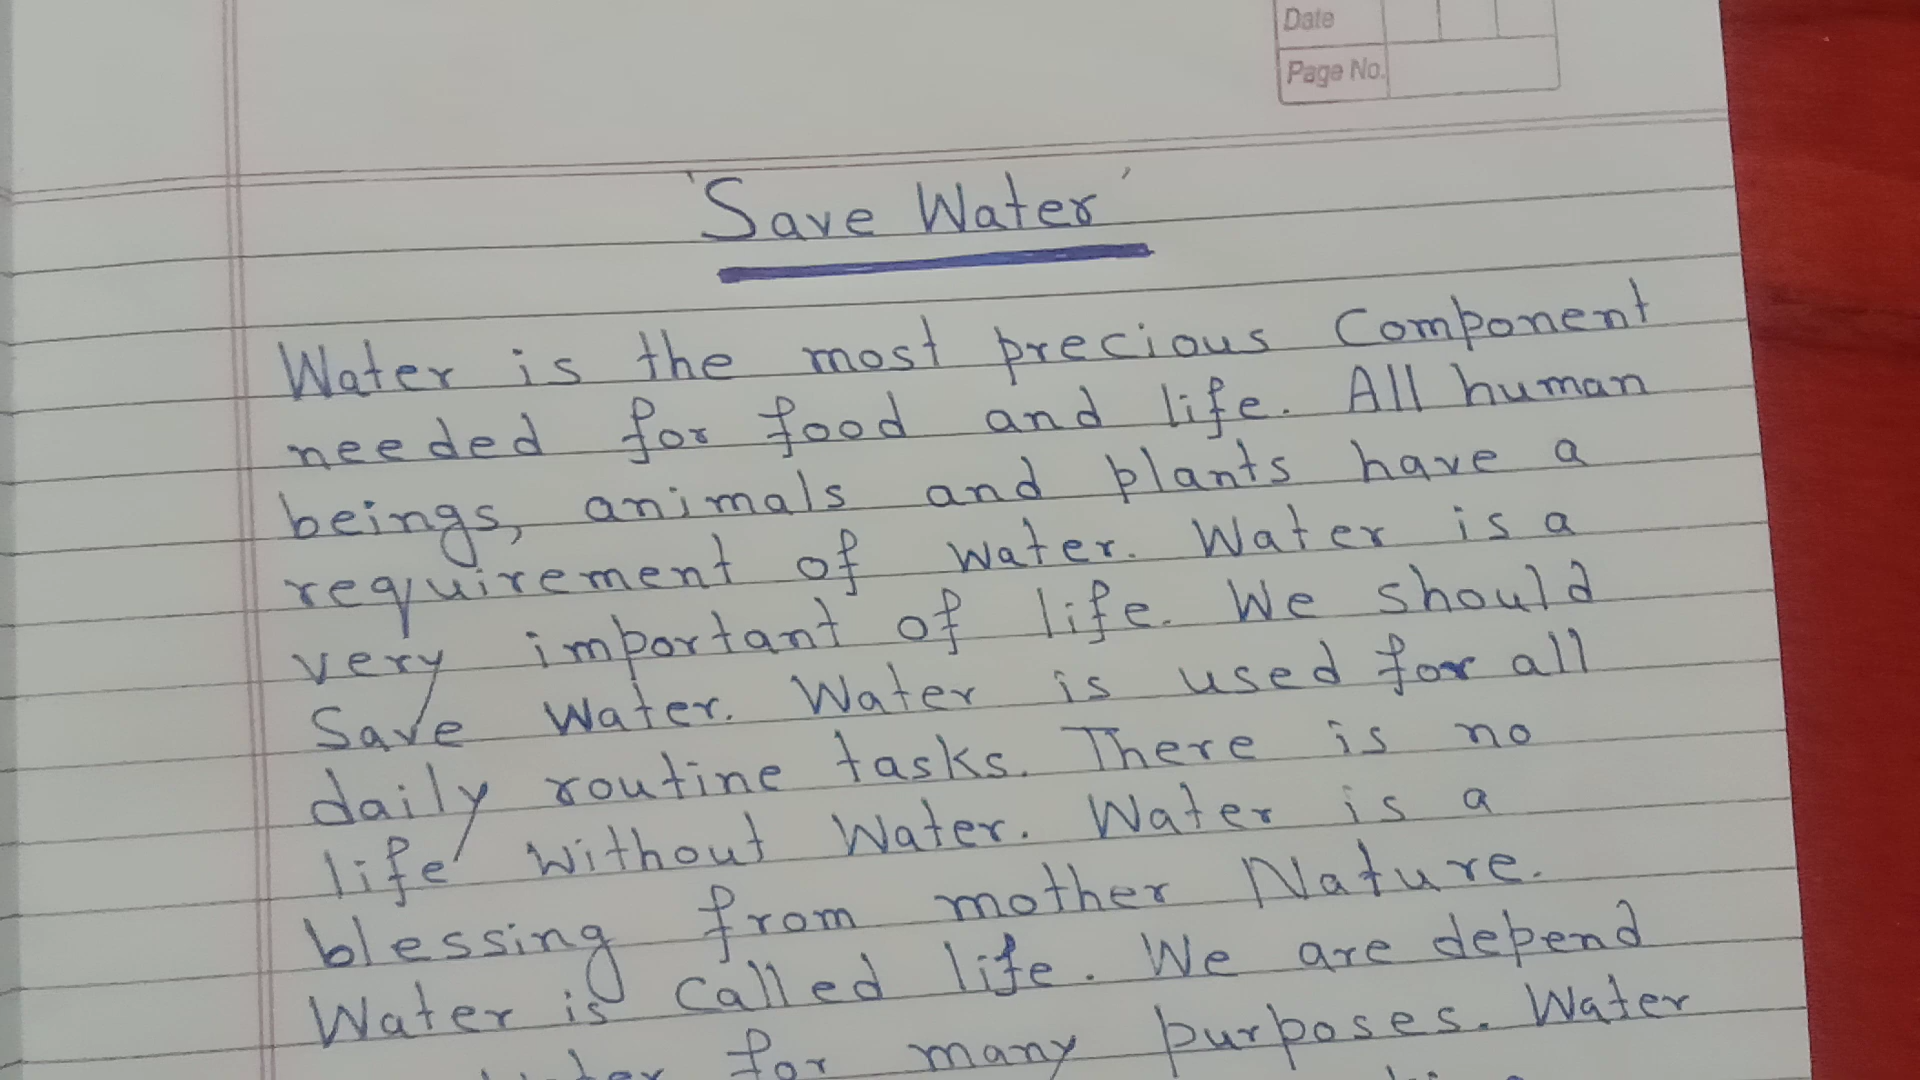 Date
Page No.
'Save Water'
Water is the most precious Component
needed for food and life. All human
beings, animals and plants have a
requirement of water. Water is a
very important of life. We should
Save Water. Water is used for all
daily routine tasks. There is no
life without Water. Water is a
blessing from mother Nature.
Water is Called life. We are depend
for many purposes. Water